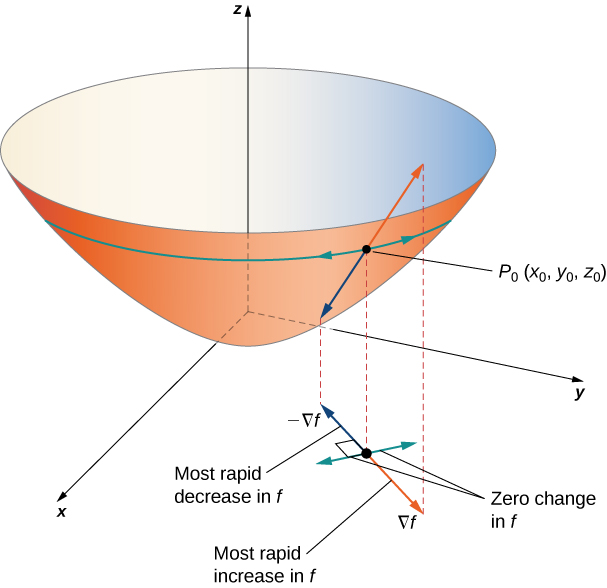 z
P₀ (x₀, y₀, z₀)
y
−∇f
Most rapid
decrease in f
x
Zero change
in f
∇f
Most rapid
increase in f